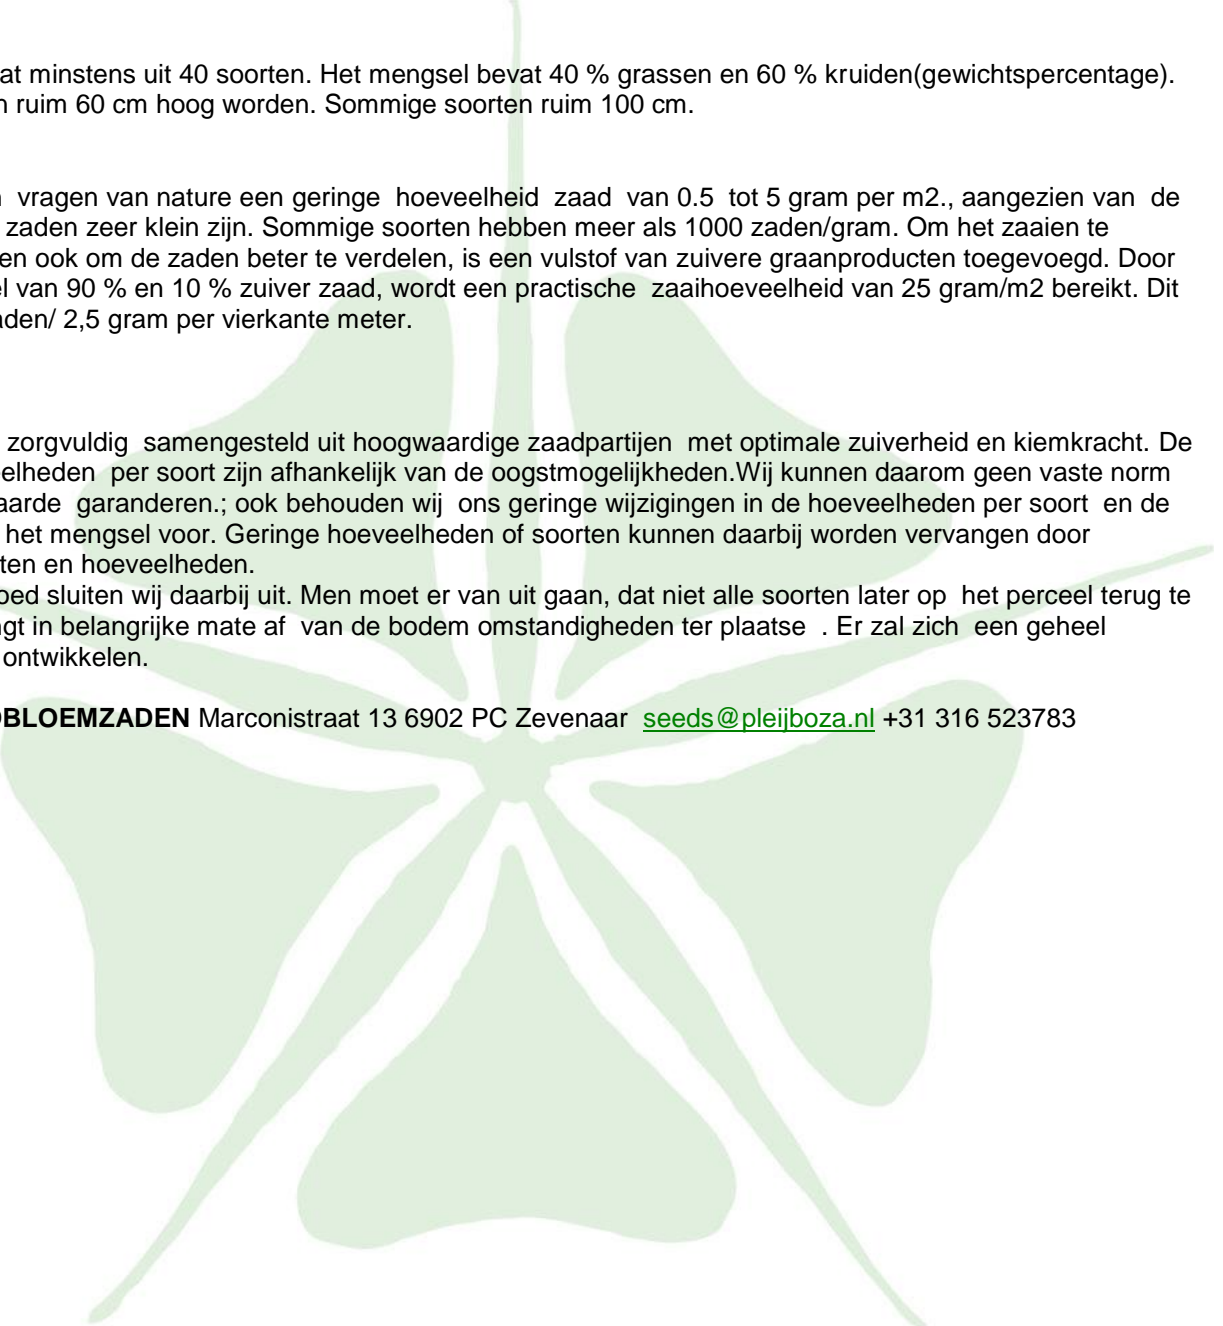 at minstens uit 40 soorten. Het mengsel bevat 40 % grassen en 60 % kruiden(gewichtspercentage).
n ruim 60 cm hoog worden. Sommige soorten ruim 100 cm.
n vragen van nature een geringe hoeveelheid zaad van 0.5 tot 5 gram per m2., aangezien van de
zaden zeer klein zijn. Sommige soorten hebben meer als 1000 zaden/gram. Om het zaaien te
en ook om de zaden beter te verdelen, is een vulstof van zuivere graanproducten toegevoegd. Door
el van 90 % en 10 % zuiver zaad, wordt een practische zaaihoeveelheid van 25 gram/m2 bereikt. Dit
aden/ 2,5 gram per vierkante meter.
zorgvuldig samengesteld uit hoogwaardige zaadpartijen met optimale zuiverheid en kiemkracht. De
elheden per soort zijn afhankelijk van de oogstmogelijkheden.Wij kunnen daarom geen vaste norm
aarde garanderen.; ook behouden wij ons geringe wijzigingen in de hoeveelheden per soort en de
het mengsel voor. Geringe hoeveelheden of soorten kunnen daarbij worden vervangen door
ten en hoeveelheden.
oed sluiten wij daarbij uit. Men moet er van uit gaan, dat niet alle soorten later op het perceel terug te
ngt in belangrijke mate af van de bodem omstandigheden ter plaatse . Er zal zich een geheel
ontwikkelen.
OBLOEMZADEN Marconistraat 13 6902 PC Zevenaar seeds@pleijboza.nl +31 316 523783